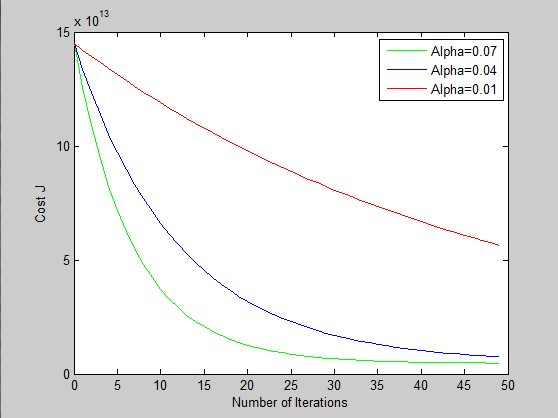 x 10^13
15
10
5
0
Cost J
Alpha=0.07
Alpha=0.04
Alpha=0.01
0 5 10 15 20 25 30 35 40 45 50
Number of Iterations